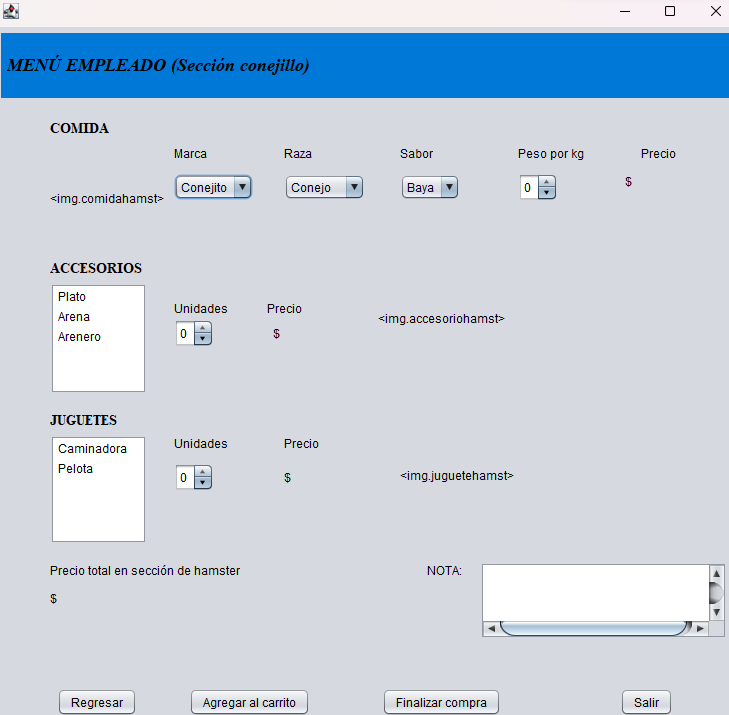 MENÚ EMPLEADO (Sección conejillo)
COMIDA
Marca Raza Sabor Peso por kg Precio
<img.comidahamst> Conejito Conejo Baya 0 $
ACCESORIOS
Plato
Arena
Arenero
Unidades Precio
0 $
<img.accesoriohamst>
JUGUETES
Caminadora
Pelota
Unidades Precio
0 $
<img.juguetehamst>
Precio total en sección de hamster
$
NOTA:
Regresar Agregar al carrito Finalizar compra Salir